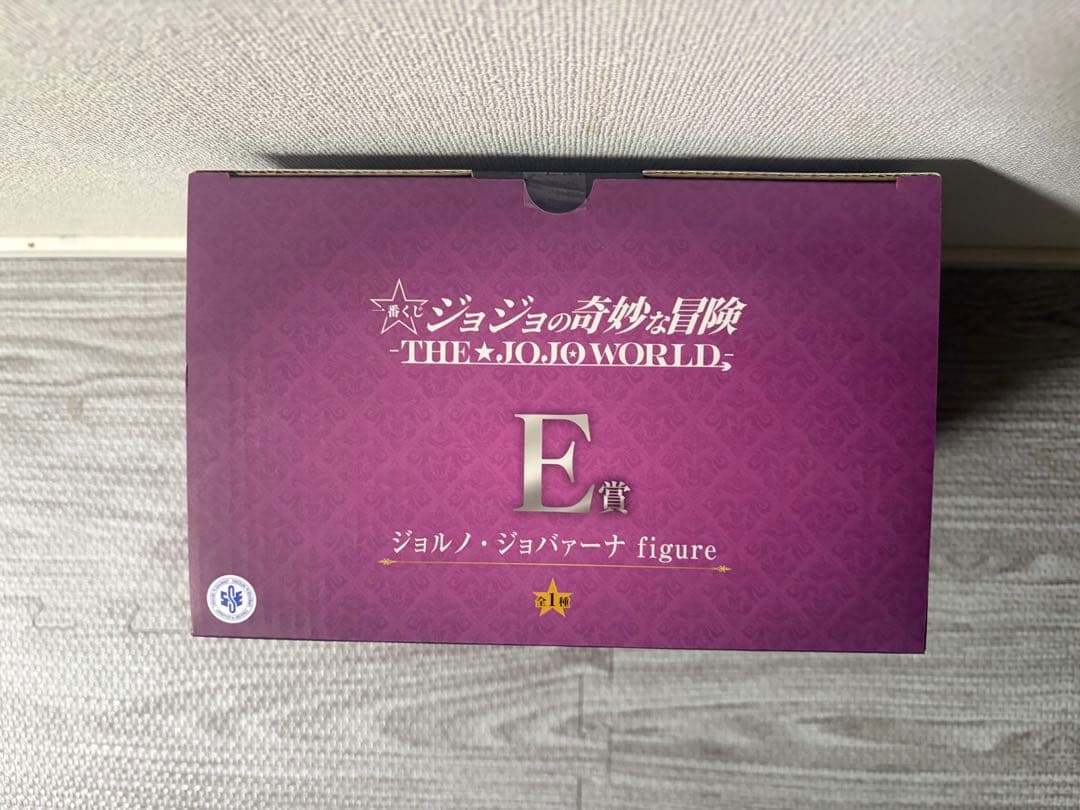 一番くじ
ジョジョの奇妙な冒険
-THE★JOJO WORLD-
E賞
ジョルノ・ジョバァーナ figure
全1種